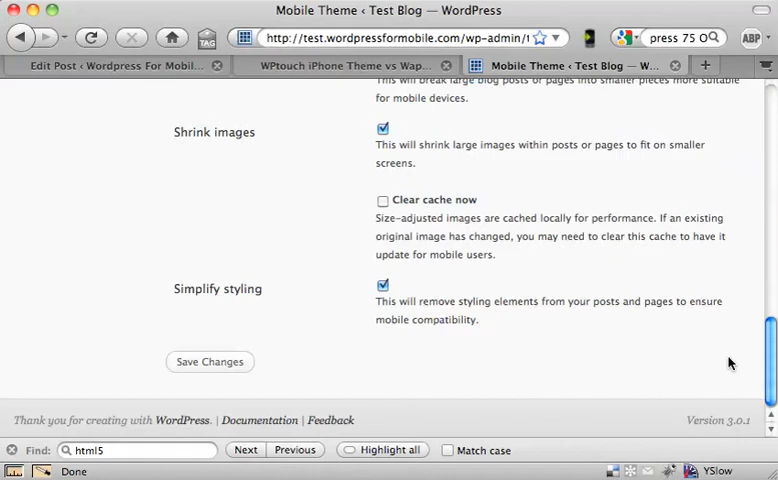 Mobile Theme ‹ Test Blog — WordPress
TAG
http://test.wordpressformobile.com/wp-admin/t
press 75 O
ABP
Edit Post ‹ Wordpress For Mobil...
WPtouch iPhone Theme vs Wap...
Mobile Theme ‹ Test Blog — W...
This will break large blog posts or pages into smaller pieces more suitable
for mobile devices.
Shrink images
This will shrink large images within posts or pages to fit on smaller
screens.
Clear cache now
Size-adjusted images are cached locally for performance. If an existing
original image has changed, you may need to clear this cache to have it
update for mobile users.
Simplify styling
This will remove styling elements from your posts and pages to ensure
mobile compatibility.
Save Changes
Thank you for creating with WordPress. | Documentation | Feedback
Version 3.0.1
Find: html5
Next
Previous
Highlight all
Match case
Done
YSlow